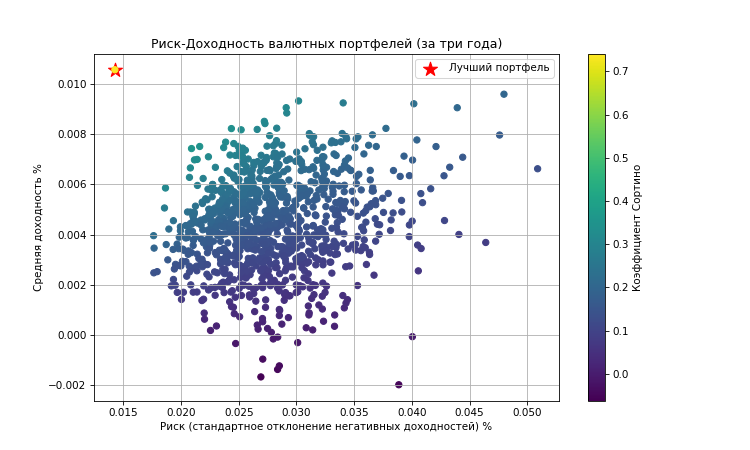 Риск-Доходность валютных портфелей (за три года)
Лучший портфель
0.010
0.008
0.006
0.004
0.002
0.000
−0.002
Средняя доходность %
0.015 0.020 0.025 0.030 0.035 0.040 0.045 0.050
Риск (стандартное отклонение негативных доходностей) %
0.7
0.6
0.5
0.4
0.3
0.2
0.1
0.0
Коэффициент Сортино